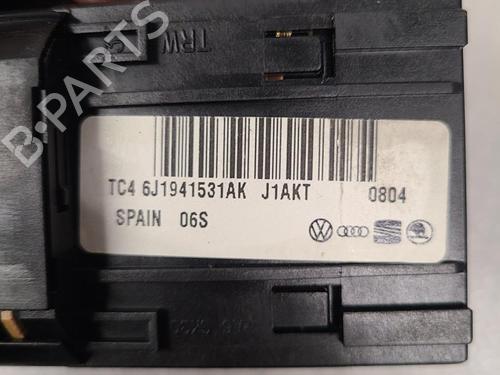 TRW
B-PARTS
TC4 6J1941531AK J1AKT 0804
SPAIN 06S